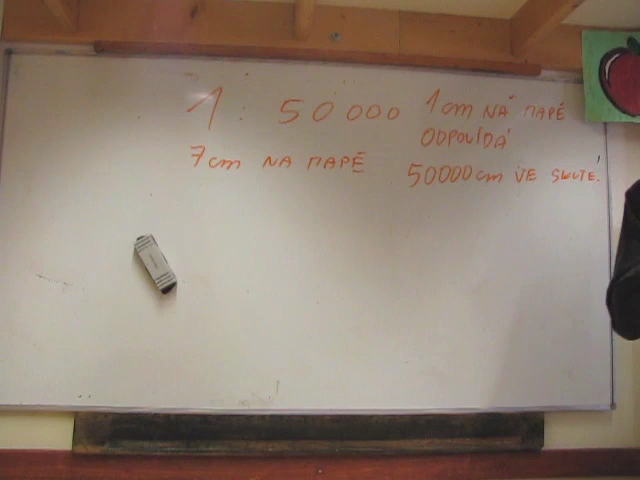 1 : 50 000
1 cm NA MAPĚ
ODPOVÍDÁ
50000 cm VE SKUTE.
7 cm NA MAPĚ